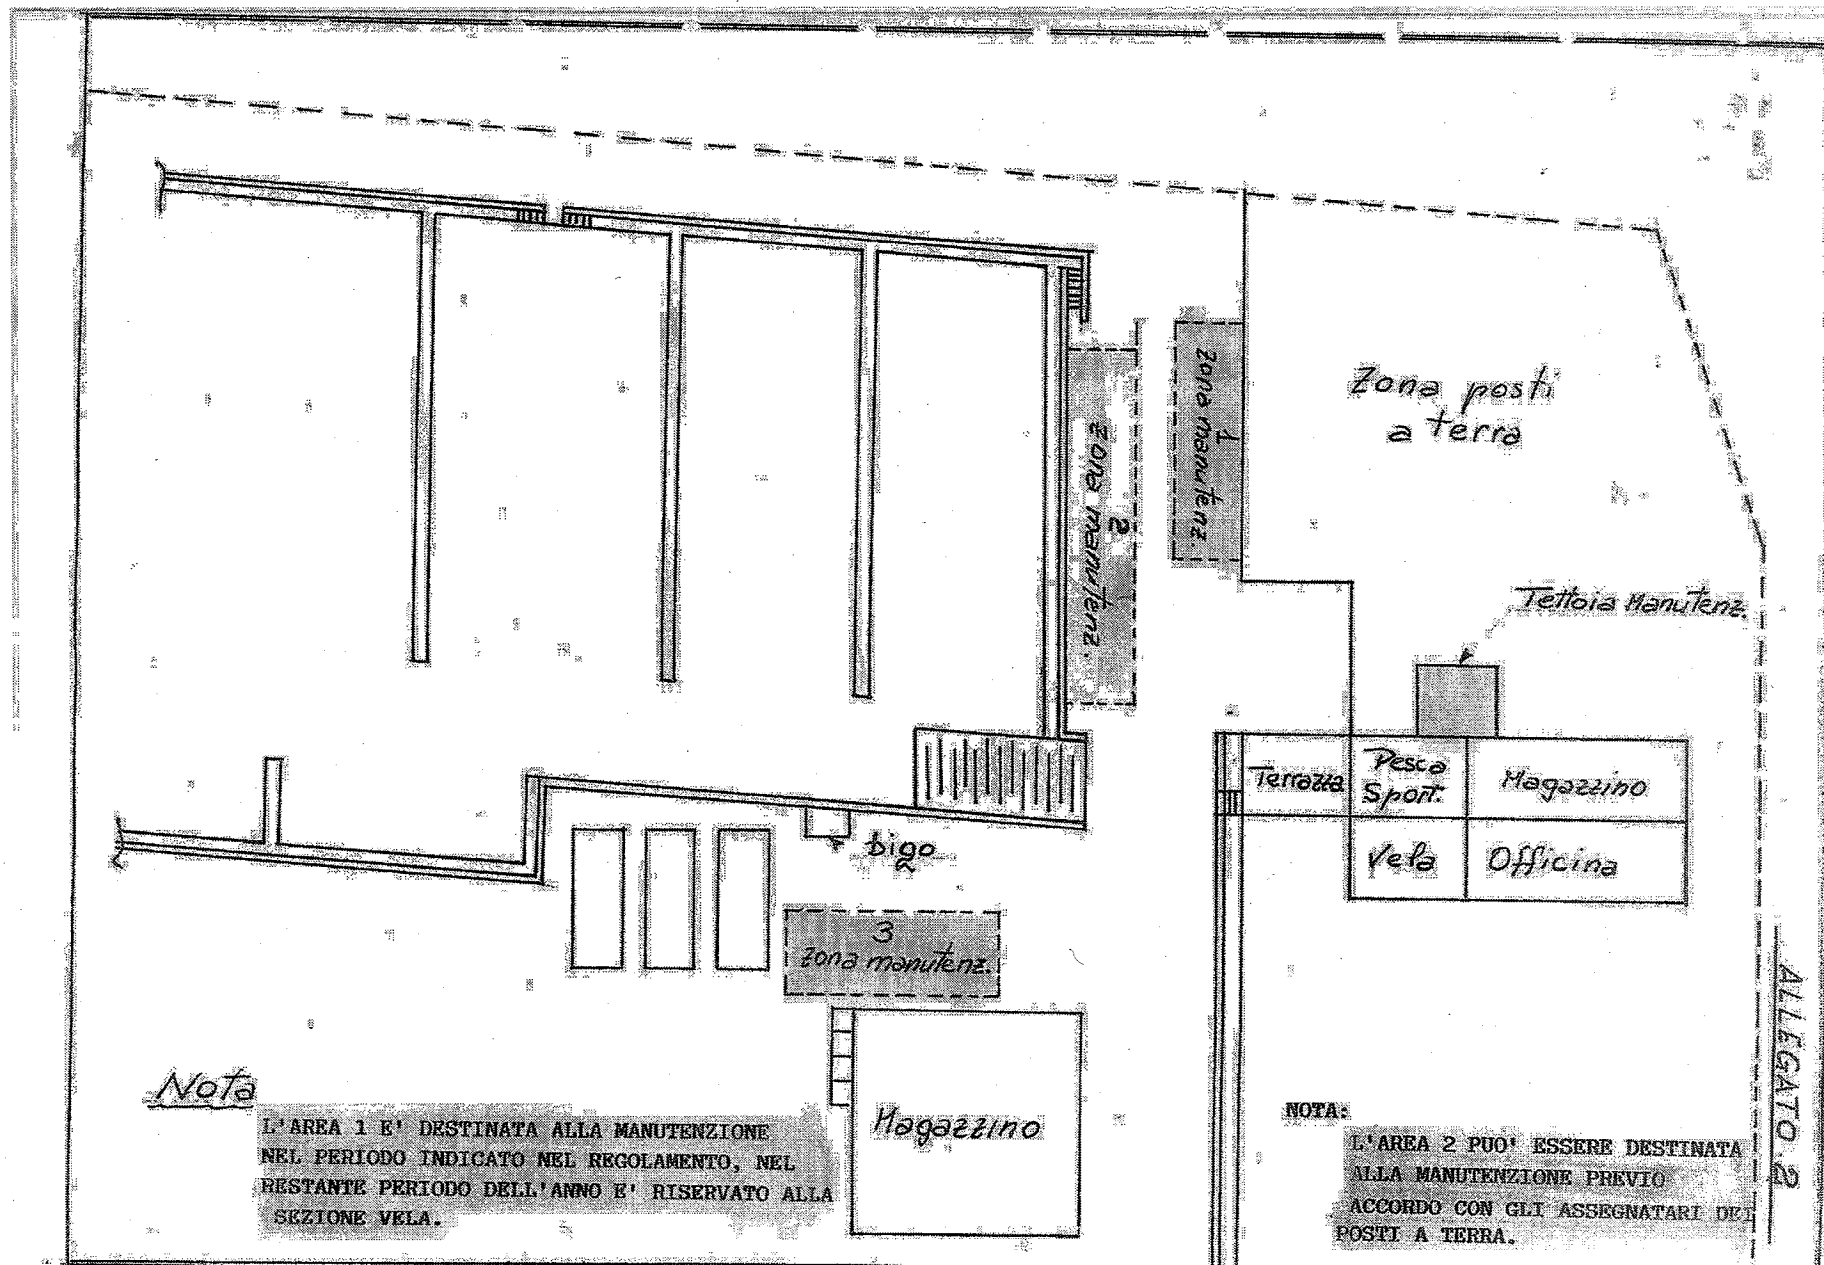 Zona manutenz.
1
Zona manutenz.
2
Zona posti
a terra
Tettoia Manutenz.
Terrazza
Pesca
Sport.
Magazzino
Vela
Officina
bigo
3
Zona manutenz.
Magazzino
Nota
L'AREA 1 E' DESTINATA ALLA MANUTENZIONE
NEL PERIODO INDICATO NEL REGOLAMENTO, NEL
RESTANTE PERIODO DELL'ANNO E' RISERVATO ALLA
SEZIONE VELA.
NOTA:
L'AREA 2 PUO' ESSERE DESTINATA
ALLA MANUTENZIONE PREVIO
ACCORDO CON GLI ASSEGNATARI DEI
POSTI A TERRA.
ALLEGATO 2